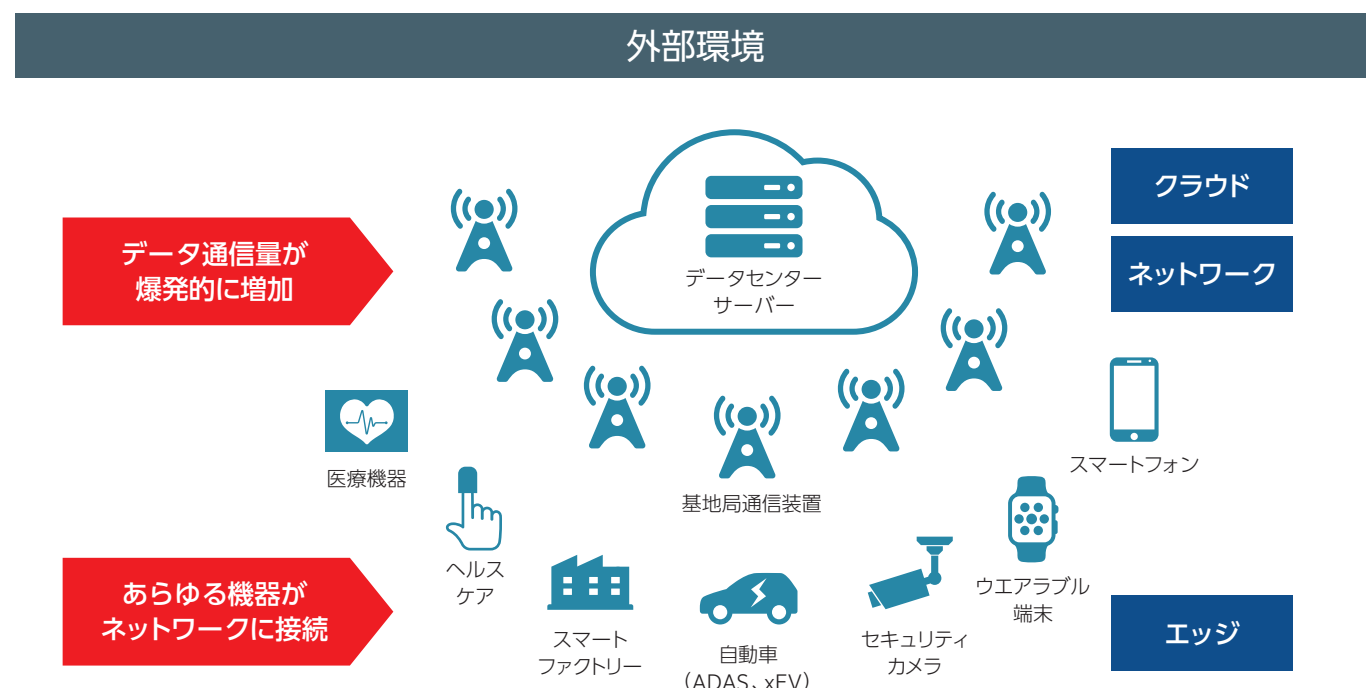 外部環境
クラウド
データ通信量が
爆発的に増加
データセンター
サーバー
ネットワーク
医療機器
スマートフォン
基地局通信装置
ヘルス
ケア
ウエアラブル
端末
あらゆる機器が
ネットワークに接続
スマート
ファクトリー
自動車
（ADAS、xEV）
セキュリティ
カメラ
エッジ